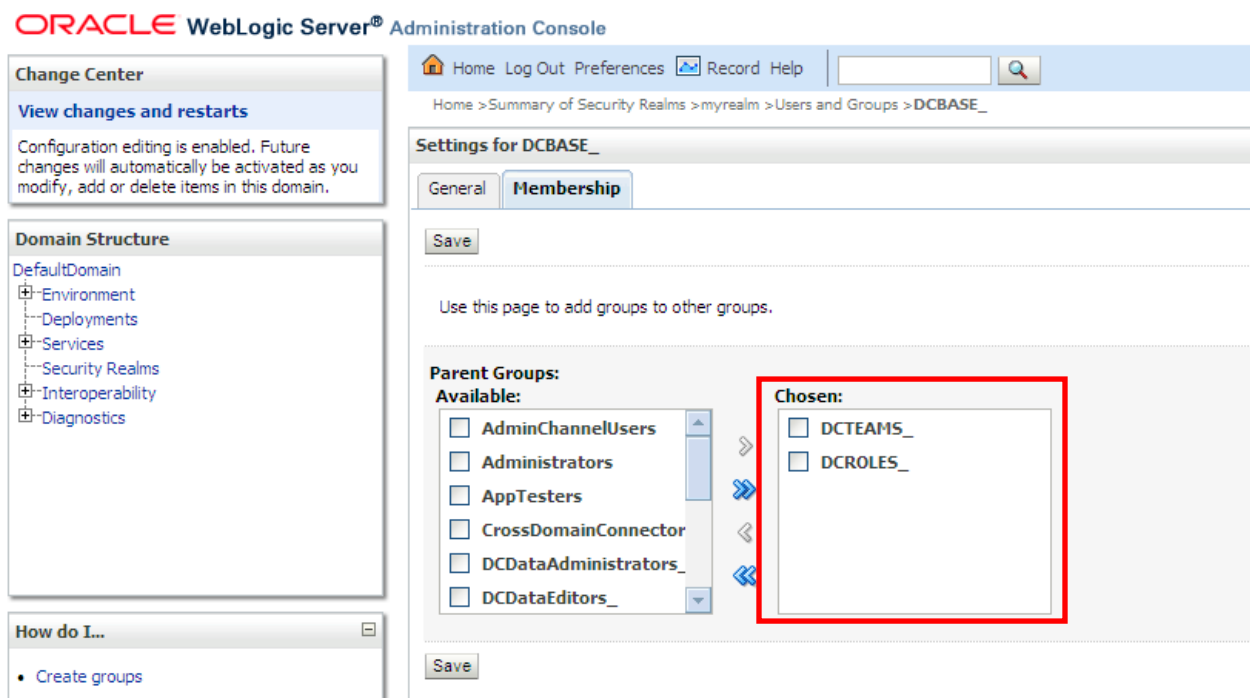 ORACLE WebLogic Server® Administration Console
Change Center
View changes and restarts
Configuration editing is enabled. Future
changes will automatically be activated as you
modify, add or delete items in this domain.
Domain Structure
DefaultDomain
Environment
Deployments
Services
Security Realms
Interoperability
Diagnostics
How do I...
Create groups
Home Log Out Preferences Record Help
Home >Summary of Security Realms >myrealm >Users and Groups >DCBASE_
Settings for DCBASE_
General Membership
Save
Use this page to add groups to other groups.
Parent Groups:
Available:
AdminChannelUsers
Administrators
AppTesters
CrossDomainConnector
DCDataAdministrators_
DCDataEditors_
Chosen:
DCTEAMS_
DCROLES_
Save